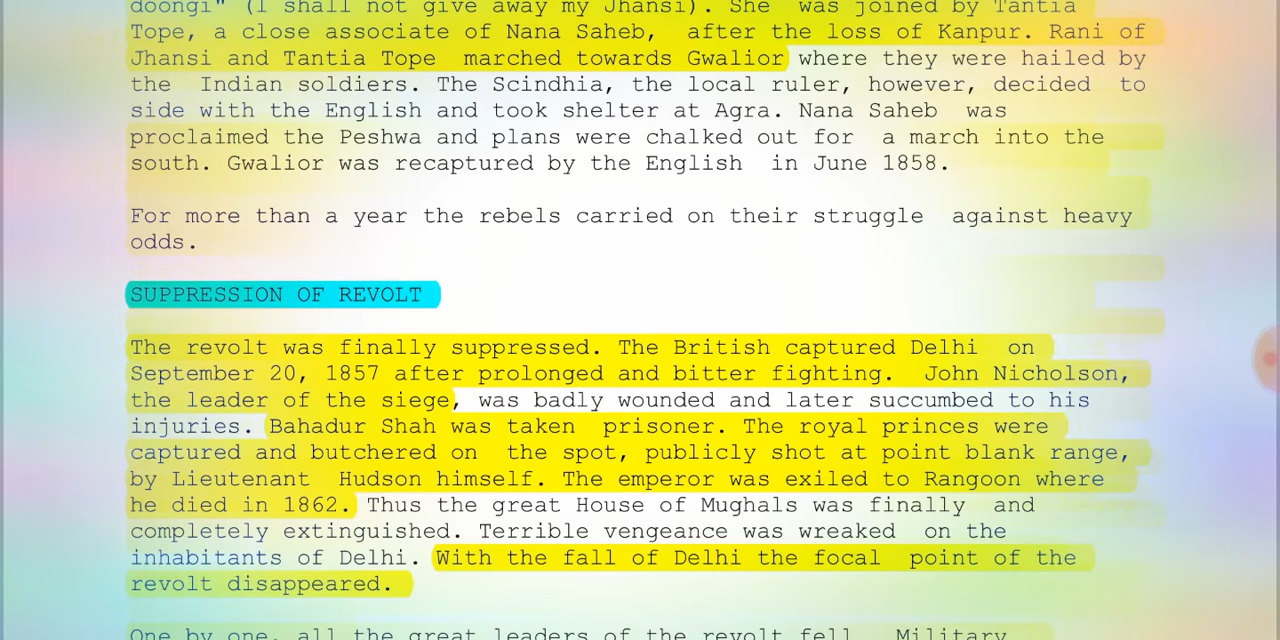 doongi" (I shall not give away my Jhansi). She was joined by Tantia
Tope, a close associate of Nana Saheb, after the loss of Kanpur. Rani of
Jhansi and Tantia Tope marched towards Gwalior where they were hailed by
the Indian soldiers. The Scindhia, the local ruler, however, decided to
side with the English and took shelter at Agra. Nana Saheb was
proclaimed the Peshwa and plans were chalked out for a march into the
south. Gwalior was recaptured by the English in June 1858.
For more than a year the rebels carried on their struggle against heavy
odds.
SUPPRESSION OF REVOLT
The revolt was finally suppressed. The British captured Delhi on
September 20, 1857 after prolonged and bitter fighting. John Nicholson,
the leader of the siege, was badly wounded and later succumbed to his
injuries. Bahadur Shah was taken prisoner. The royal princes were
captured and butchered on the spot, publicly shot at point blank range,
by Lieutenant Hudson himself. The emperor was exiled to Rangoon where
he died in 1862. Thus the great House of Mughals was finally and
completely extinguished. Terrible vengeance was wreaked on the
inhabitants of Delhi. With the fall of Delhi the focal point of the
revolt disappeared.
One by one, all the great leaders of the revolt fell. Military